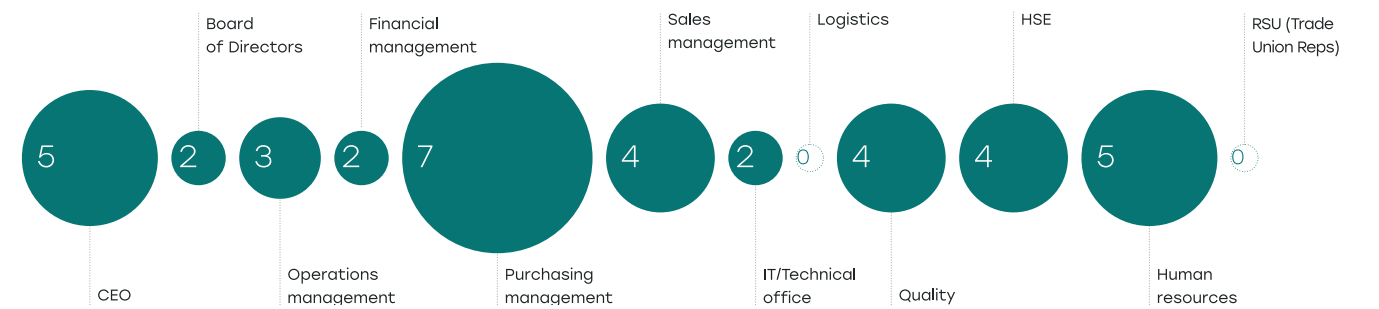 Board
of Directors
Financial
management
Sales
management
Logistics
HSE
RSU (Trade
Union Reps)
5
2
3
2
7
4
2
0
4
4
5
0
CEO
Operations
management
Purchasing
management
IT/Technical
office
Quality
Human
resources